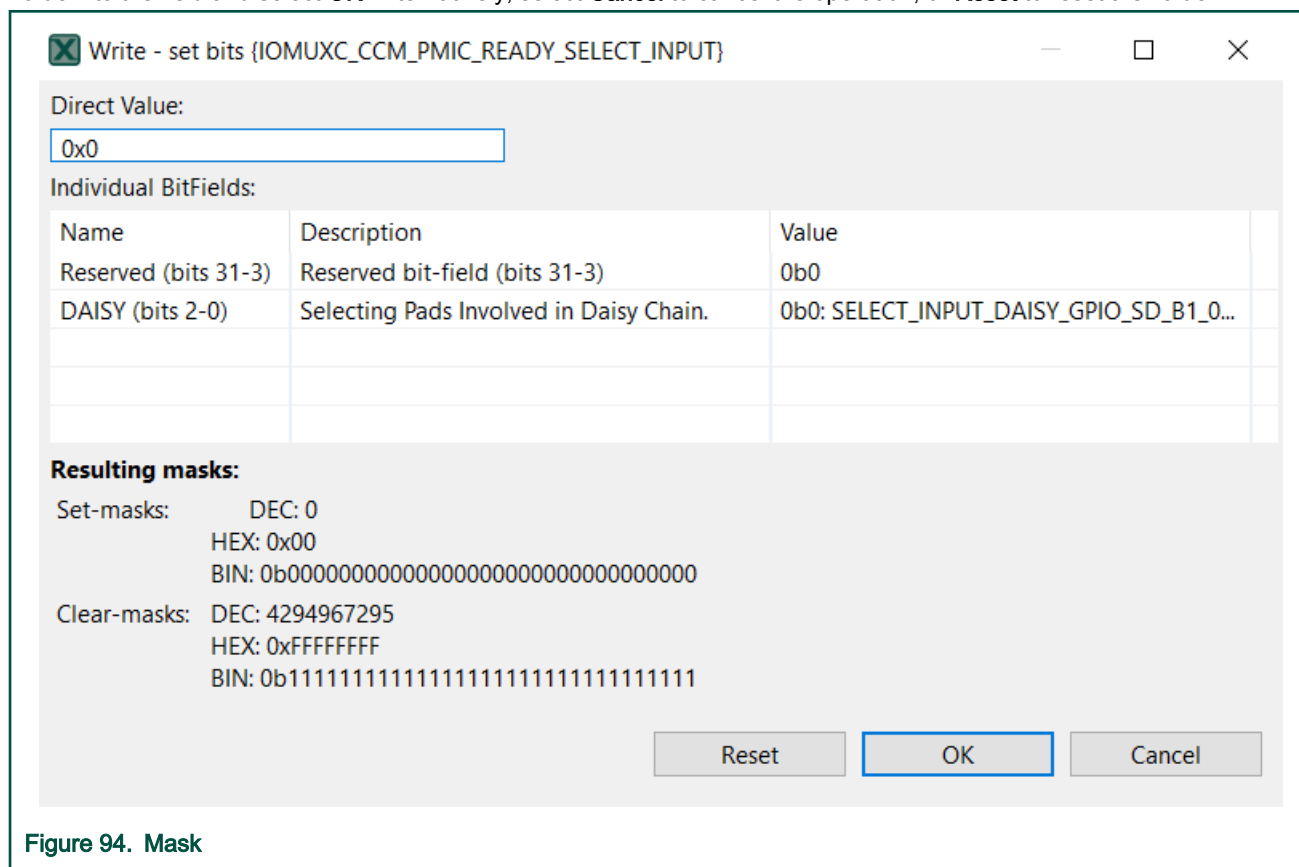 Write - set bits {IOMUXC_CCM_PMIC_READY_SELECT_INPUT}
Direct Value:
0x0
Individual BitFields:
Name Description Value
Reserved (bits 31-3) Reserved bit-field (bits 31-3) 0b0
DAISY (bits 2-0) Selecting Pads Involved in Daisy Chain. 0b0: SELECT_INPUT_DAISY_GPIO_SD_B1_0...
Resulting masks:
Set-masks: DEC: 0
HEX: 0x00
BIN: 0b00000000000000000000000000000000
Clear-masks: DEC: 4294967295
HEX: 0xFFFFFFFF
BIN: 0b11111111111111111111111111111111
Reset OK Cancel
Figure 94. Mask